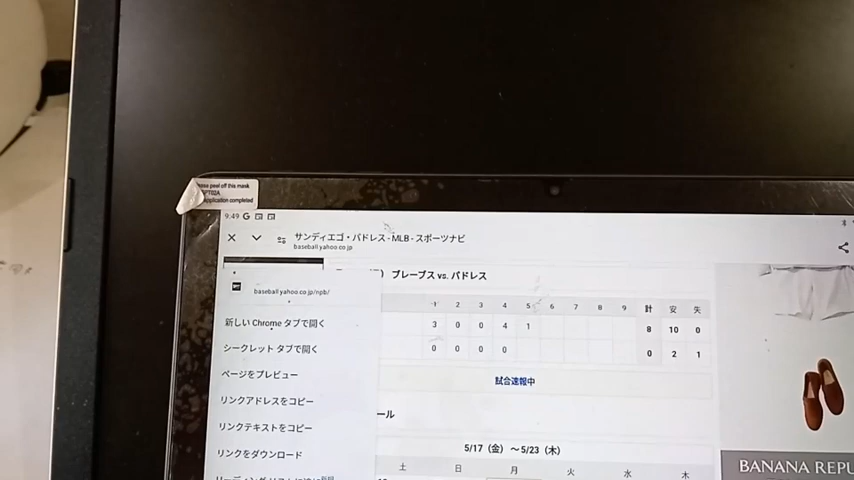 ease peel off this mask
application completed
9:49 G
サンディエゴ・パドレス - MLB - スポーツナビ
baseball.yahoo.co.jp
ブレーブス vs. パドレス
baseball.yahoo.co.jp/npb/
1 2 3 4 5 6 7 8 9 計 安 失
3 0 0 4 1 8 10 0
0 0 0 0 0 2 1
新しい Chrome タブで開く
シークレット タブで開く
ページをプレビュー
リンクアドレスをコピー
リンクテキストをコピー
リンクをダウンロード
試合速報中
ール
5/17（金）～5/23（木）
土 日 月 火 水 木
BANANA REPU